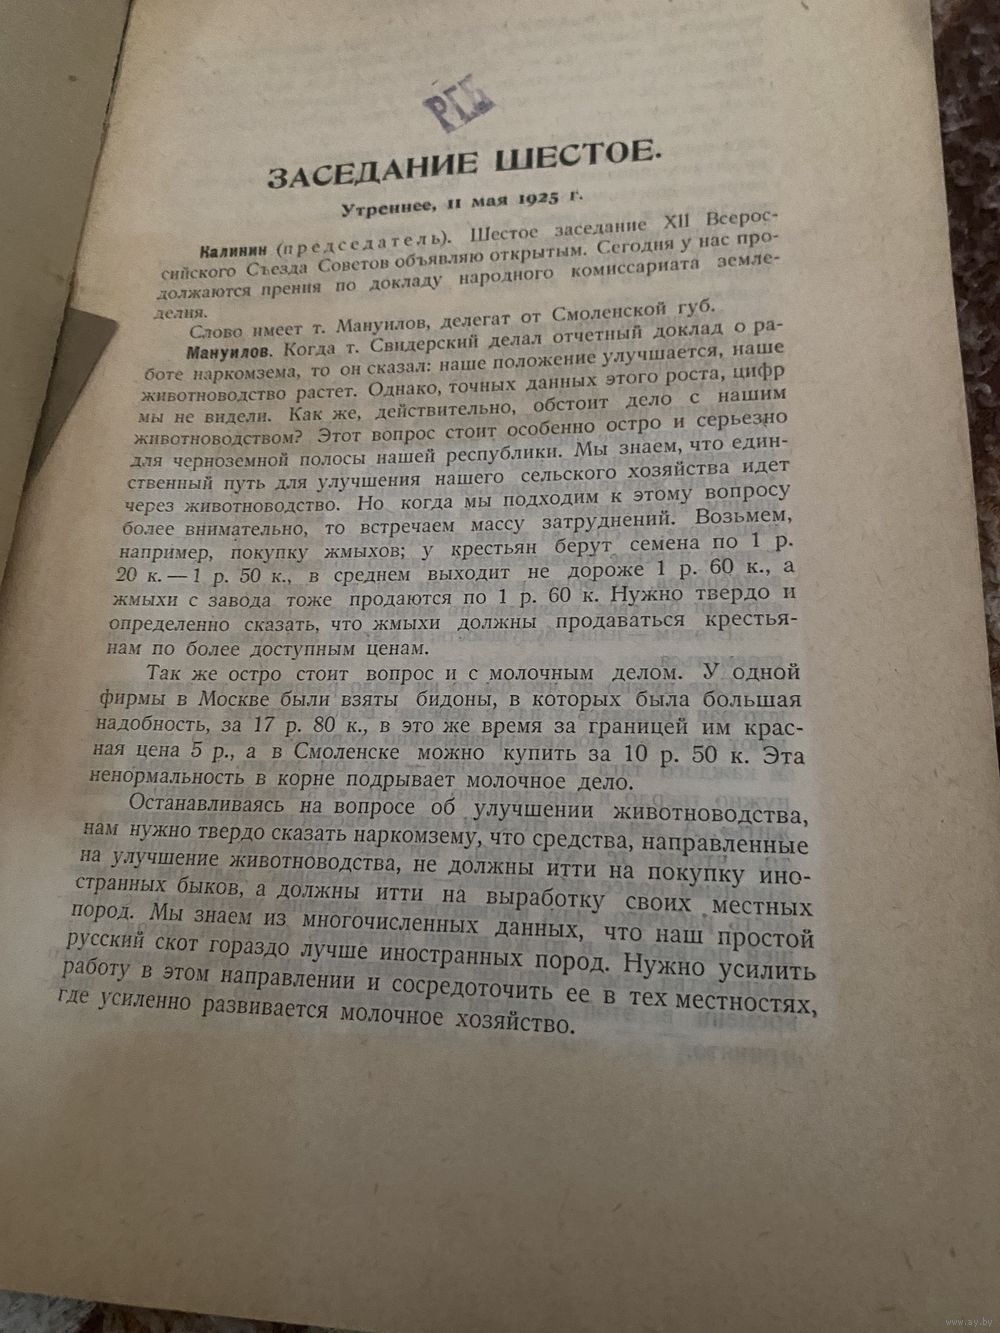 РГБ
ЗАСЕДАНИЕ ШЕСТОЕ.
Утреннее, 11 мая 1925 г.
Калинин (председатель). Шестое заседание XII Всерос-
сийского Съезда Советов объявляю открытым. Сегодня у нас про-
должаются прения по докладу народного комиссариата земле-
делия.
Слово имеет т. Мануилов, делегат от Смоленской губ.
Мануилов. Когда т. Свидерский делал отчетный доклад о ра-
боте наркомзема, то он сказал: наше положение улучшается, наше
животноводство растет. Однако, точных данных этого роста, цифр
мы не видели. Как же, действительно, обстоит дело с нашим
животноводством? Этот вопрос стоит особенно остро и серьезно
для черноземной полосы нашей республики. Мы знаем, что един-
ственный путь для улучшения нашего сельского хозяйства идет
через животноводство. Но когда мы подходим к этому вопросу
более внимательно, то встречаем массу затруднений. Возьмем,
например, покупку жмыхов; у крестьян берут семена по 1 р.
20 к. — 1 р. 50 к., в среднем выходит не дороже 1 р. 60 к., а
жмыхи с завода тоже продаются по 1 р. 60 к. Нужно твердо и
определенно сказать, что жмыхи должны продаваться крестья-
нам по более доступным ценам.
Так же остро стоит вопрос и с молочным делом. У одной
фирмы в Москве были взяты бидоны, в которых была большая
надобность, за 17 р. 80 к., в это же время за границей им крас-
ная цена 5 р., а в Смоленске можно купить за 10 р. 50 к. Эта
ненормальность в корне подрывает молочное дело.
Останавливаясь на вопросе об улучшении животноводства,
нам нужно твердо сказать наркомзему, что средства, направленные
на улучшение животноводства, не должны итти на покупку ино-
странных быков, а должны итти на выработку своих местных
пород. Мы знаем из многочисленных данных, что наш простой
русский скот гораздо лучше иностранных пород. Нужно усилить
работу в этом направлении и сосредоточить ее в тех местностях,
где усиленно развивается молочное хозяйство.
www.ay.by